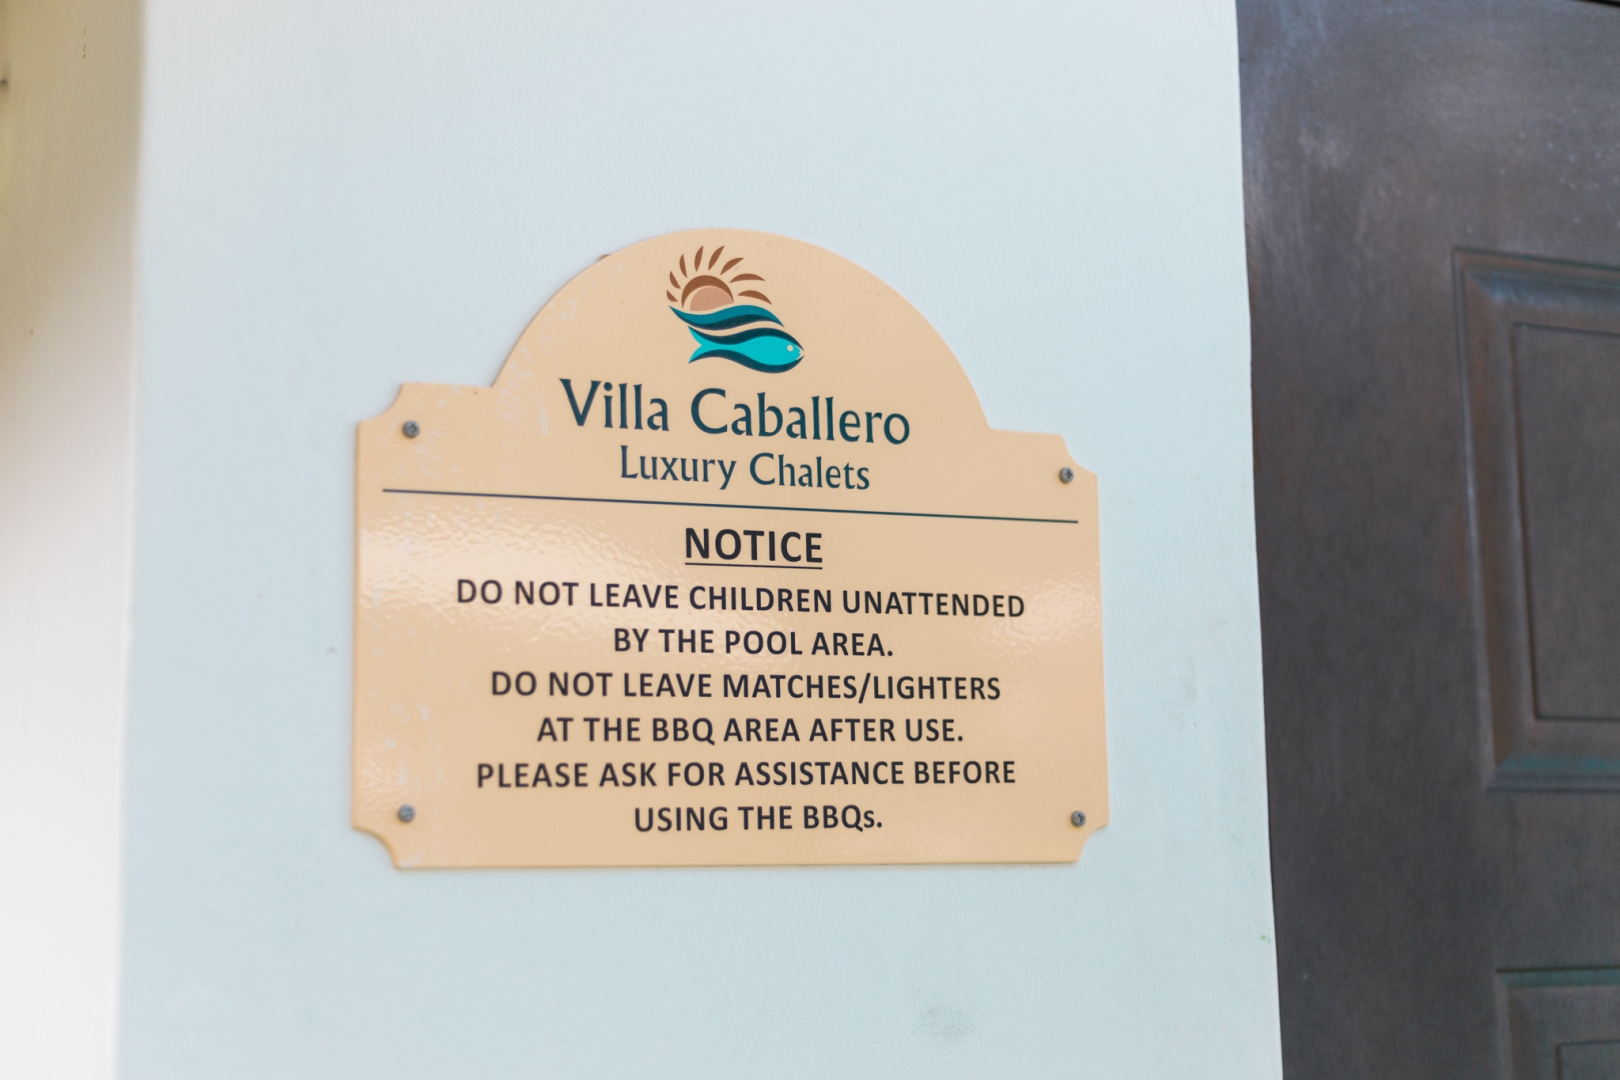 Villa Caballero
Luxury Chalets
NOTICE
DO NOT LEAVE CHILDREN UNATTENDED
BY THE POOL AREA.
DO NOT LEAVE MATCHES/LIGHTERS
AT THE BBQ AREA AFTER USE.
PLEASE ASK FOR ASSISTANCE BEFORE
USING THE BBQs.